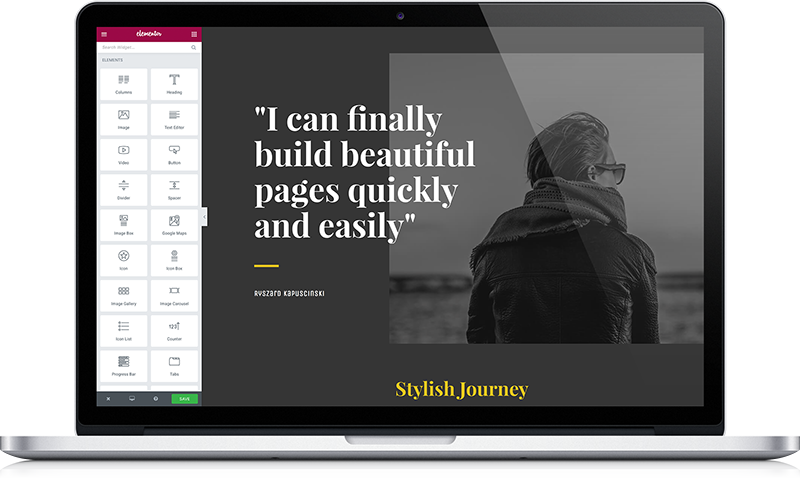 elementor
Search Widget...
ELEMENTS
Columns
Heading
Image
Text Editor
Video
Button
Divider
Spacer
Image Box
Google Maps
Icon
Icon Box
Image Gallery
Image Carousel
Icon List
Counter
Progress Bar
Tabs
SAVE
"I can finally
build beautiful
pages quickly
and easily"
Ryszard Kapuscinski
Stylish Journey